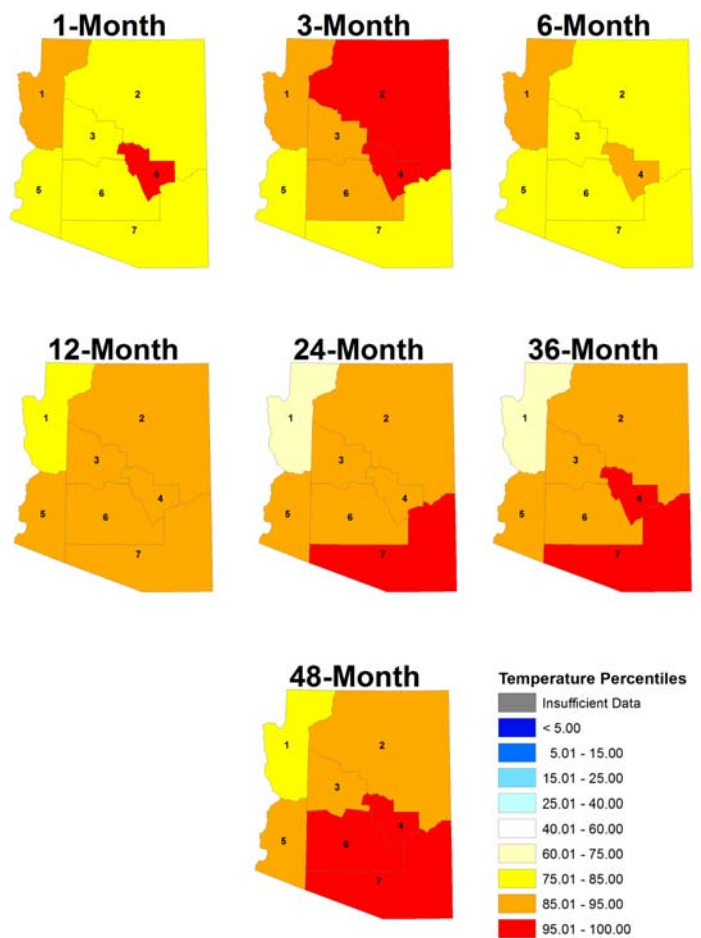 1-Month 3-Month 6-Month
1 2 3 4 5 6 7
1 2 3 4 5 6 7
1 2 3 4 5 6 7
12-Month 24-Month 36-Month
1 2 3 4 5 6 7
1 2 3 4 5 6 7
1 2 3 4 5 6 7
48-Month
1 2 3 4 5 6 7
Temperature Percentiles
Insufficient Data
< 5.00
5.01 - 15.00
15.01 - 25.00
25.01 - 40.00
40.01 - 60.00
60.01 - 75.00
75.01 - 85.00
85.01 - 95.00
95.01 - 100.00